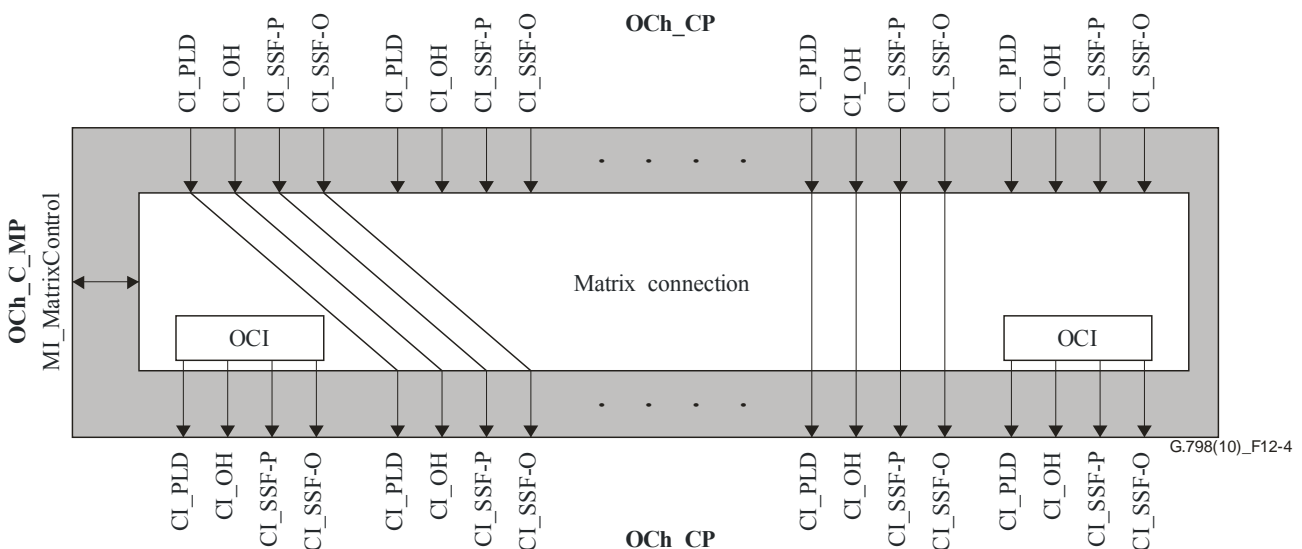 OCh_CP
CI_PLD
CI_OH
CI_SSF-P
CI_SSF-O
CI_PLD
CI_OH
CI_SSF-P
CI_SSF-O
CI_PLD
CI_OH
CI_SSF-P
CI_SSF-O
CI_PLD
CI_OH
CI_SSF-P
CI_SSF-O
. . . .
OCh_C_MP
MI_MatrixControl
Matrix connection
OCI
OCI
. . . .
G.798(10)_F12-4
CI_PLD
CI_OH
CI_SSF-P
CI_SSF-O
CI_PLD
CI_OH
CI_SSF-P
CI_SSF-O
CI_PLD
CI_OH
CI_SSF-P
CI_SSF-O
CI_PLD
CI_OH
CI_SSF-P
CI_SSF-O
OCh_CP